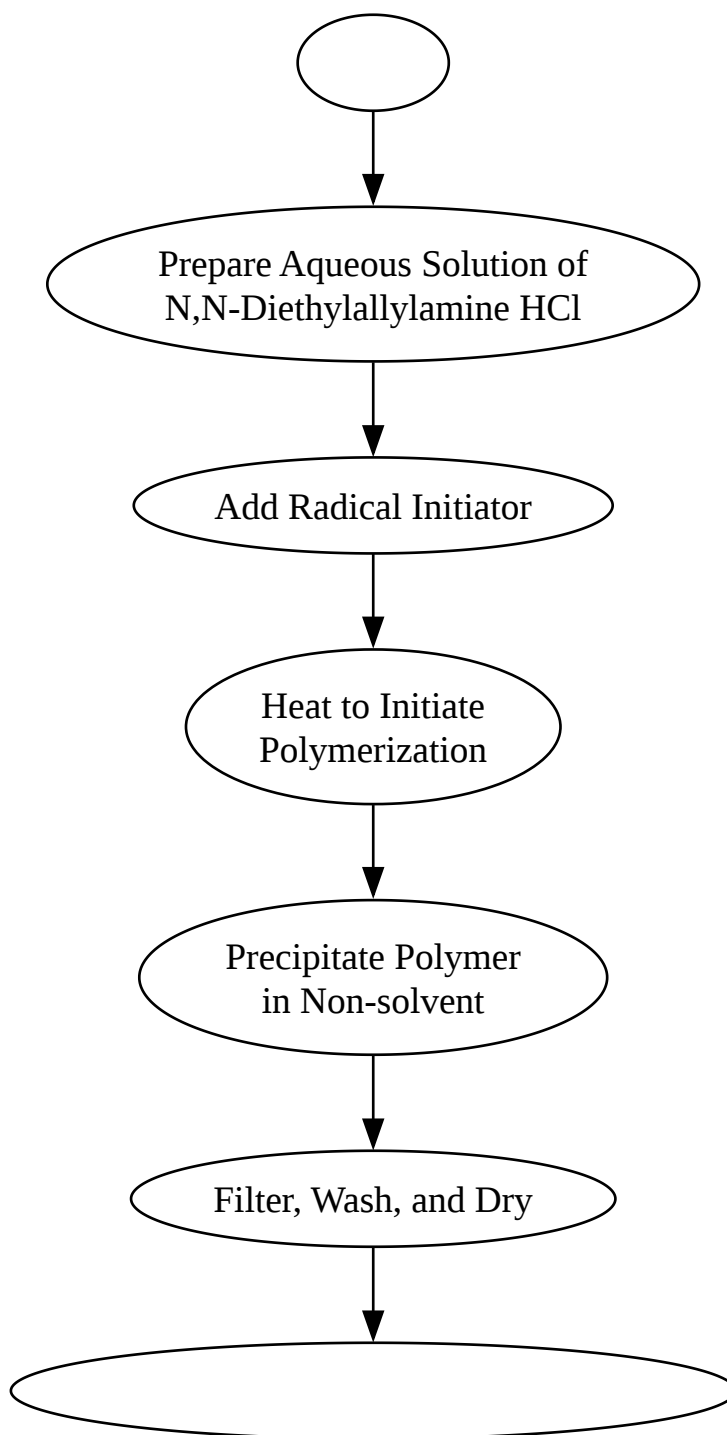 Prepare Aqueous Solution of
N,N-Diethylallylamine HCl
Add Radical Initiator
Heat to Initiate
Polymerization
Precipitate Polymer
in Non-solvent
Filter, Wash, and Dry